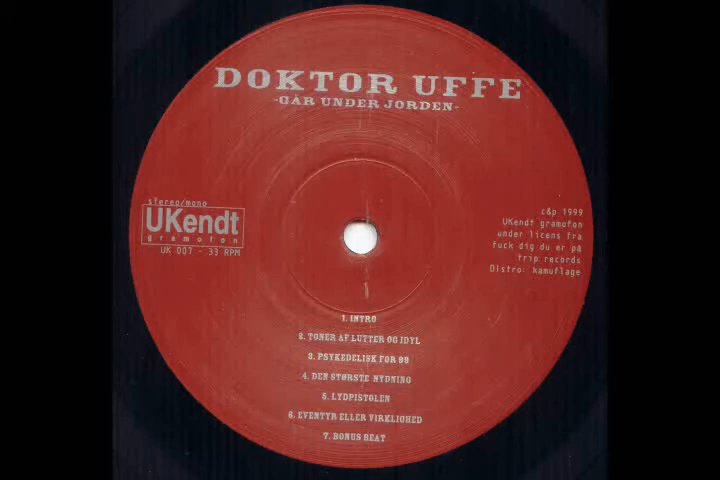 DOKTOR UFFE
-GÅR UNDER JORDEN-
stereo/mono
UKendt
gramofon
UK 007 - 33 RPM
c&p 1999
UKendt gramofon
under licens fra
fuck dig du er på
trip records
Distro: kamuflage
1. INTRO
2. TONER AF LUTTER OG IDYL
3. PSYKEDELISK FOR 99
4. DEN STØRSTE NYDNING
5. LYDPISTOLEN
6. EVENTYR ELLER VIRKLIGHED
7. BONUS BEAT